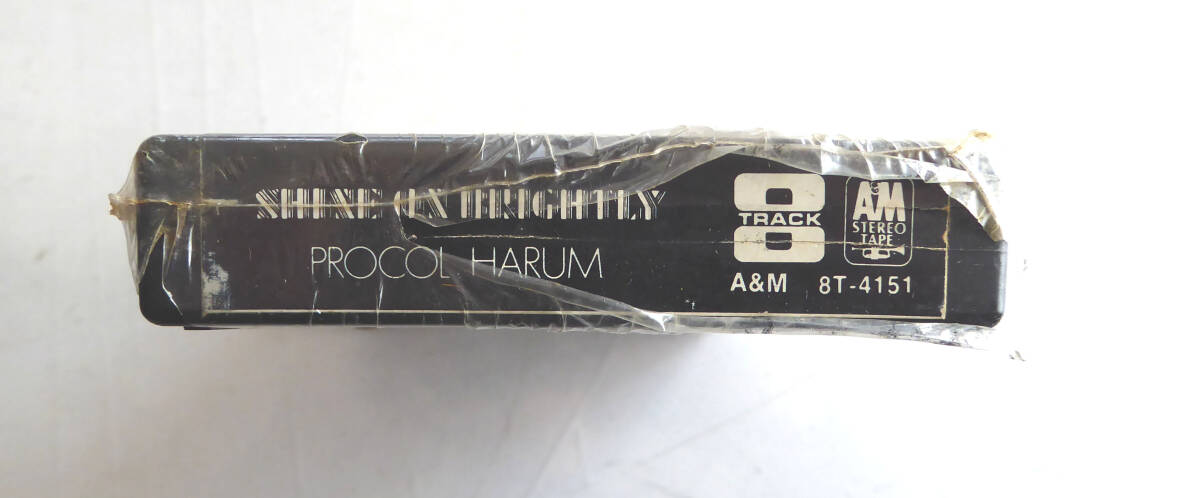 SHINE ON BRIGHTLY
PROCOL HARUM
8
TRACK
A&M
STEREO
TAPE
A&M 8T-4151